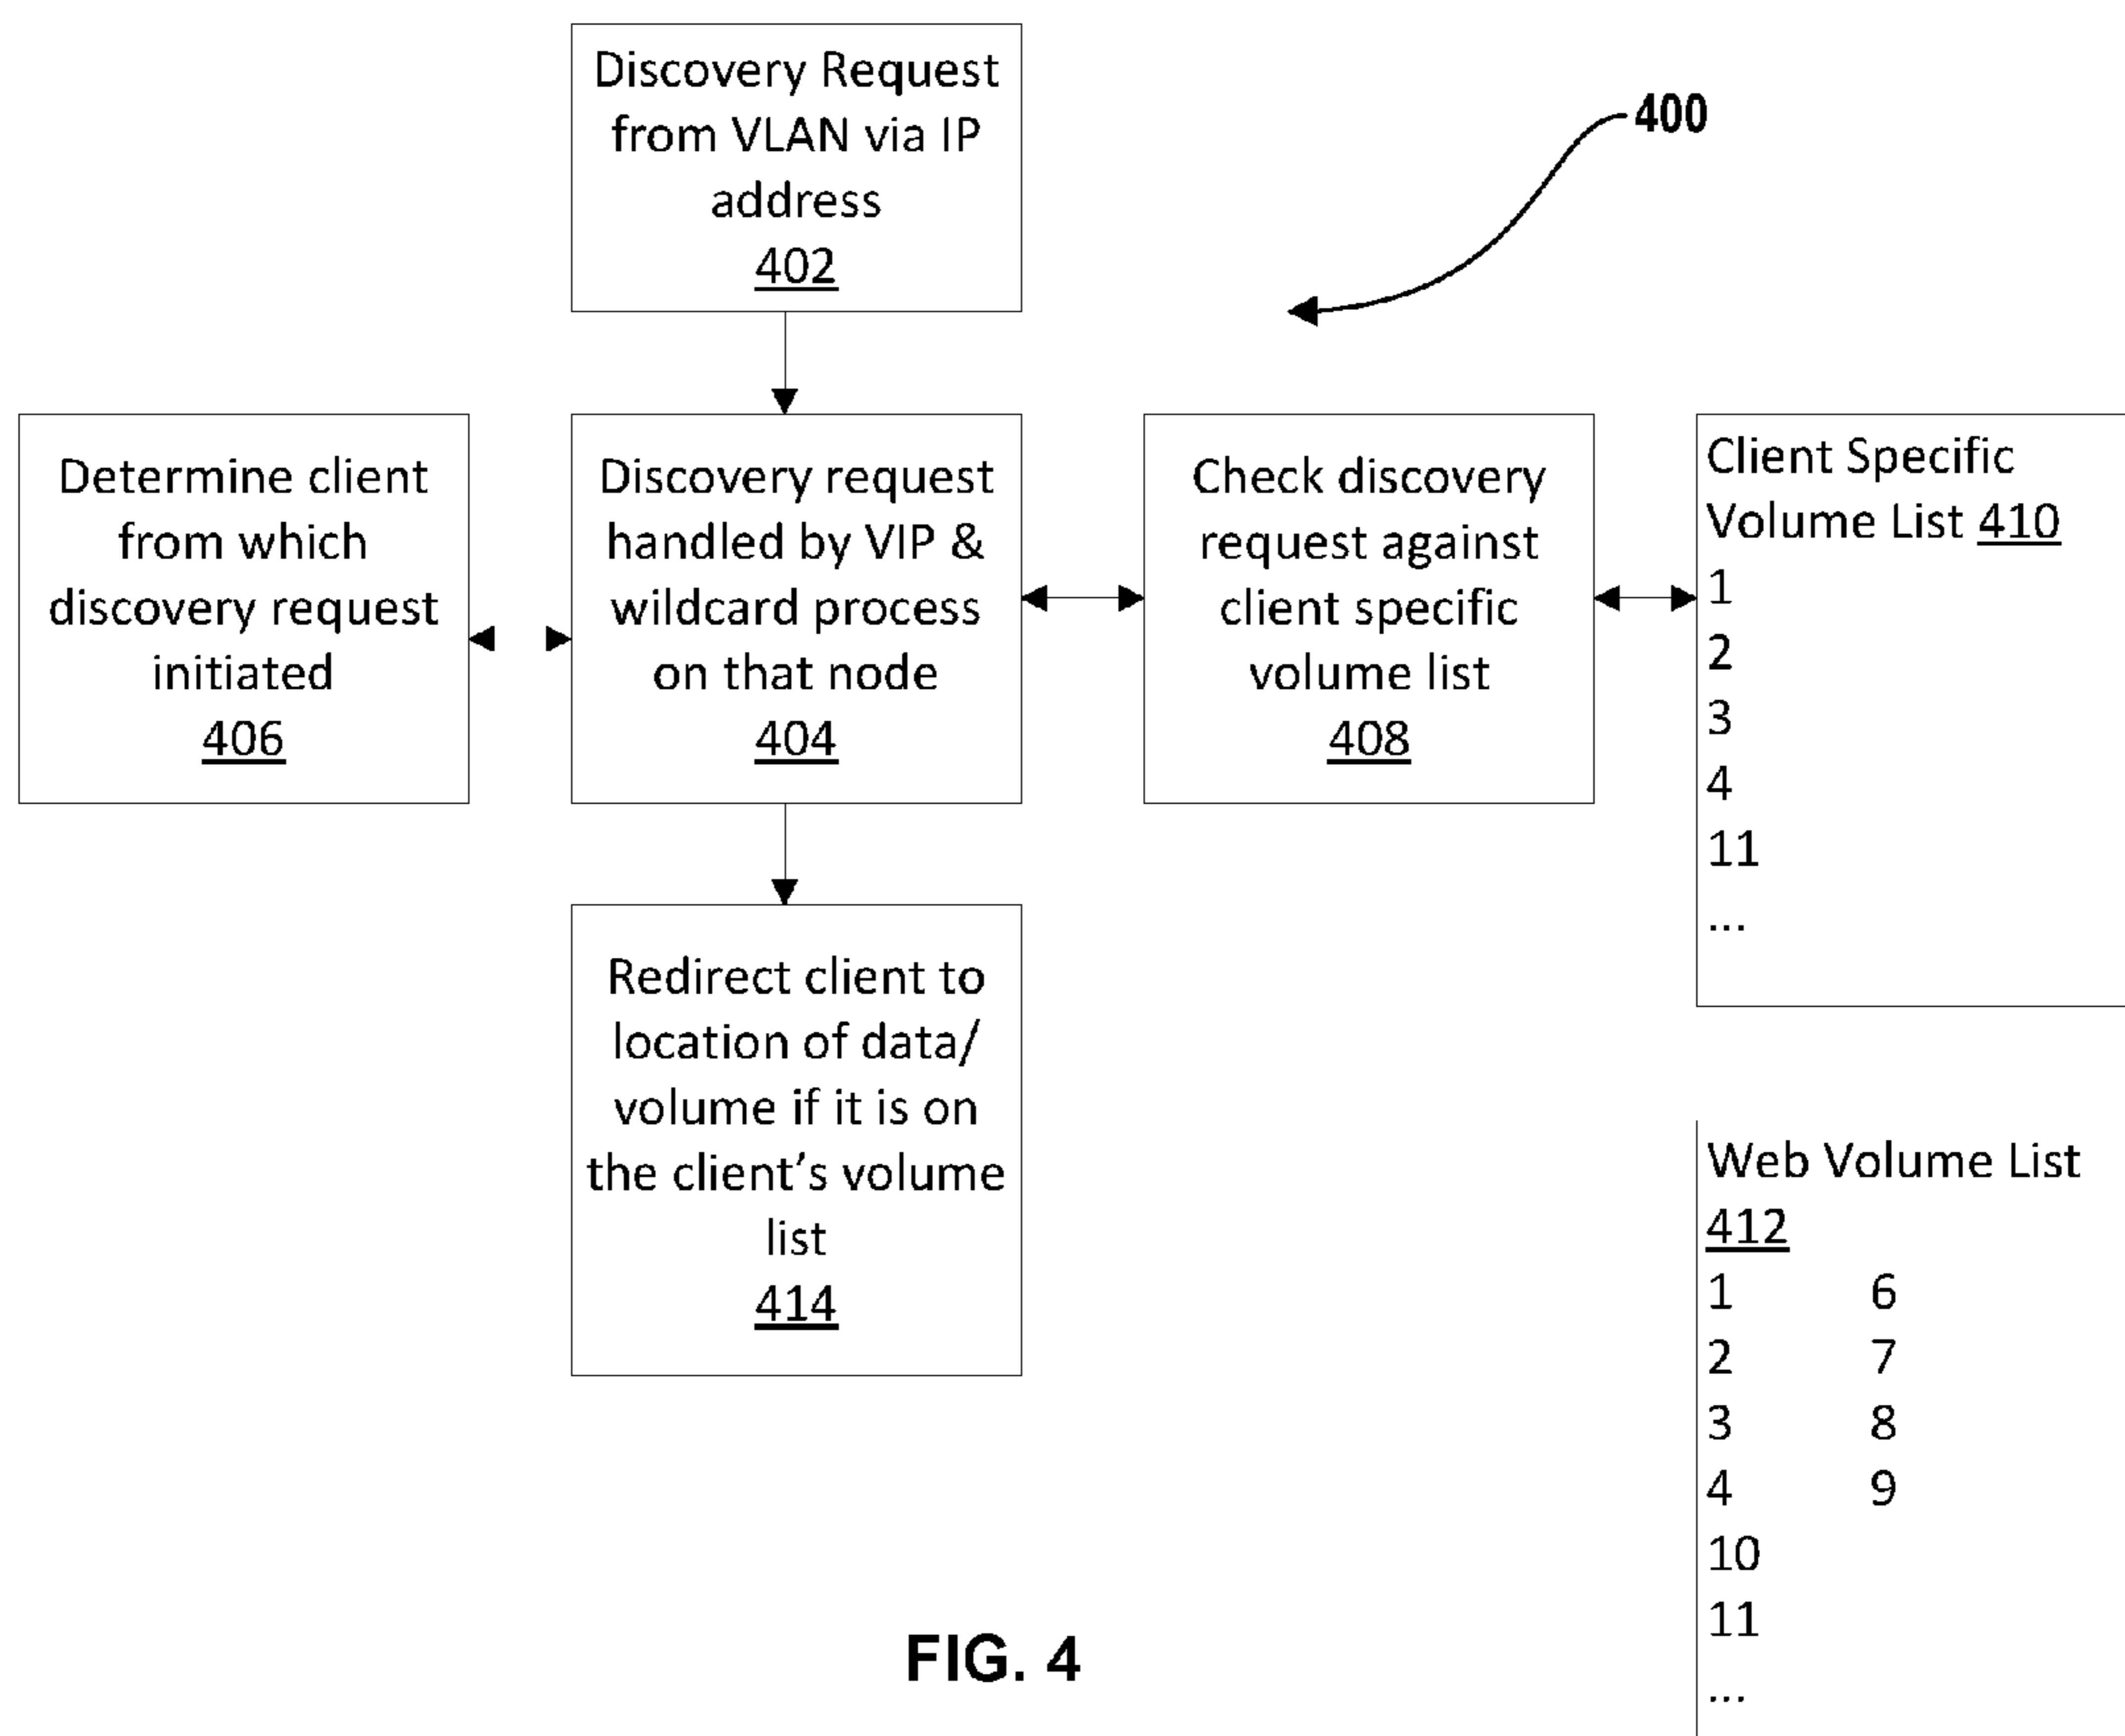 Discovery Request
from VLAN via IP
address
402
400
Determine client
from which
discovery request
initiated
406
Discovery request
handled by VIP &
wildcard process
on that node
404
Check discovery
request against
client specific
volume list
408
Client Specific
Volume List 410
1
2
3
4
11
...
Redirect client to
location of data/
volume if it is on
the client's volume
list
414
Web Volume List
412
1 6
2 7
3 8
4 9
10
11
...
FIG. 4